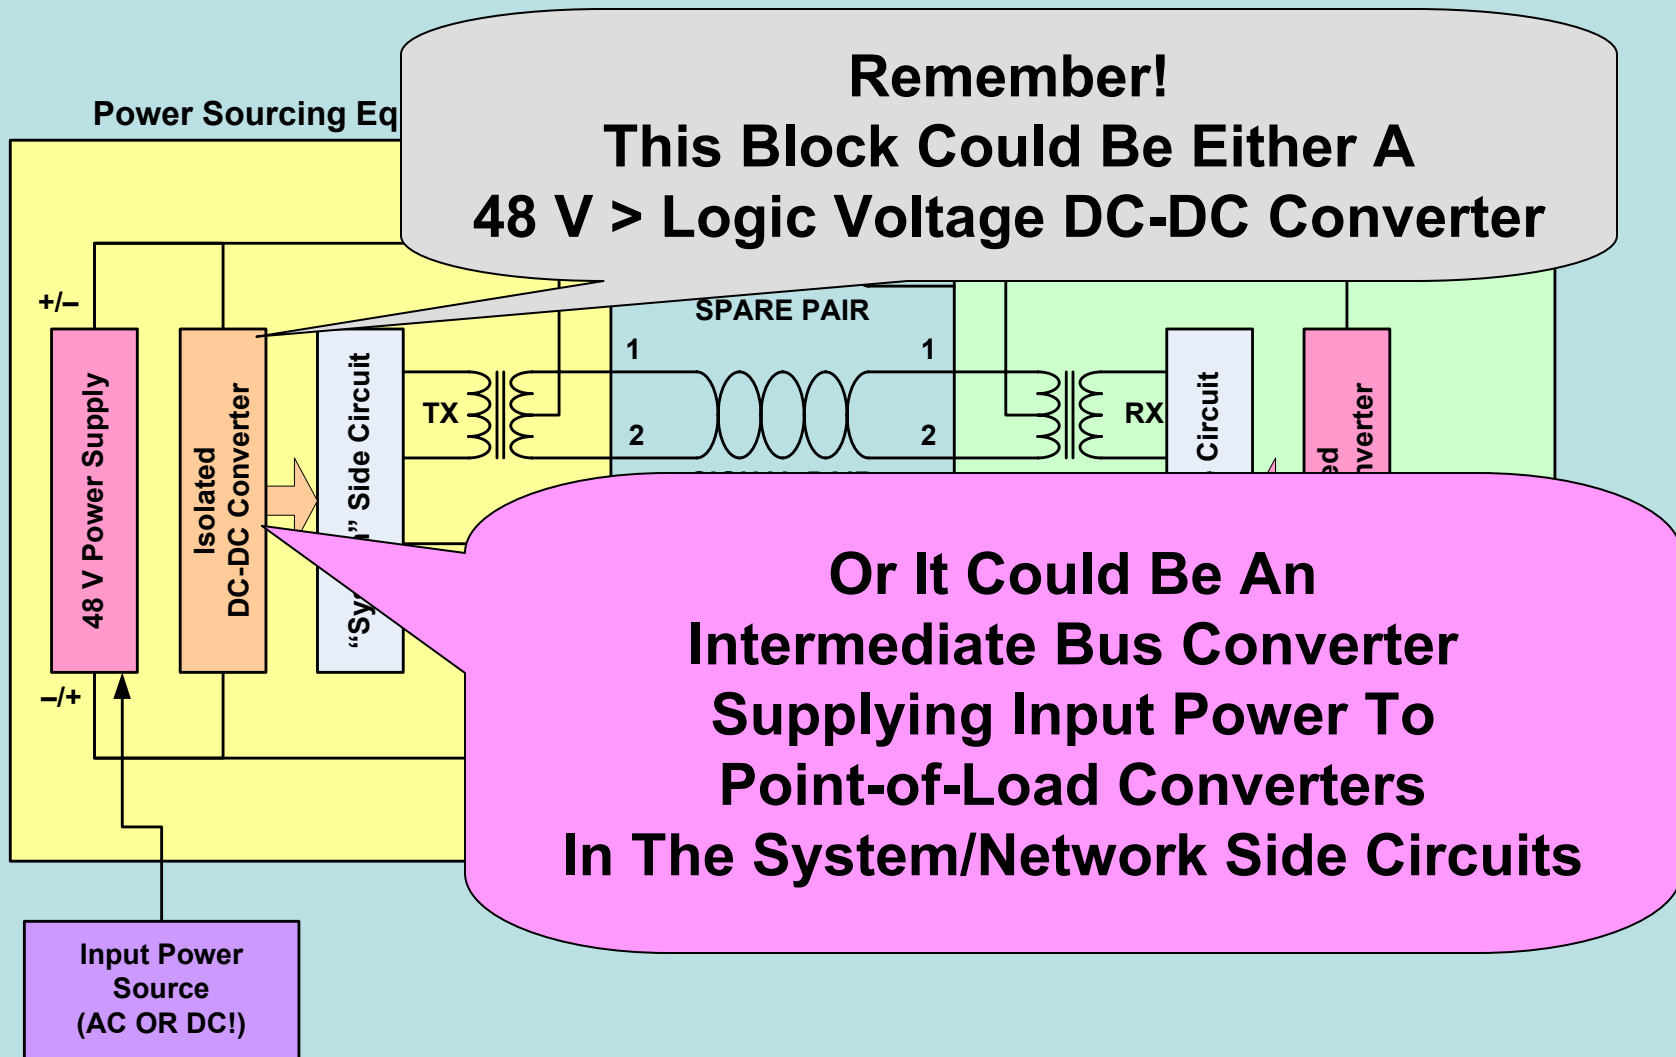 Remember!
This Block Could Be Either A
48 V > Logic Voltage DC-DC Converter
Power Sourcing Eq
+/–
SPARE PAIR
1
1
48 V Power Supply
Isolated
DC-DC Converter
Side Circuit
TX
RX
Circuit
2
2
–/+
Or It Could Be An
Intermediate Bus Converter
Supplying Input Power To
Point-of-Load Converters
In The System/Network Side Circuits
Input Power
Source
(AC OR DC!)